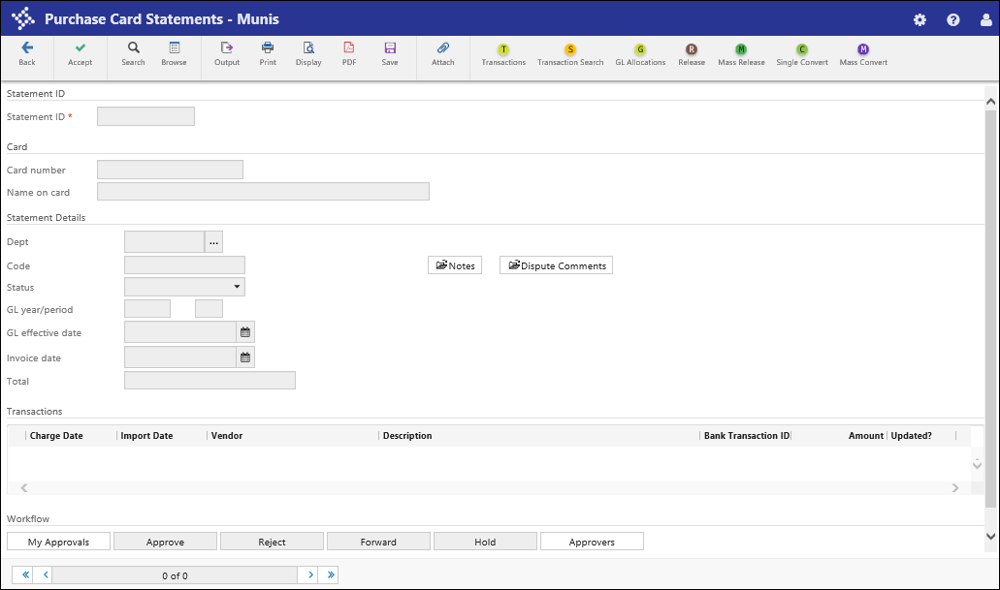 Purchase Card Statements - Munis
Back Accept Search Browse Output Print Display PDF Save Attach T Transactions S Transaction Search G GL Allocations R Release M Mass Release C Single Convert M Mass Convert
Statement ID
Statement ID *
Card
Card number
Name on card
Statement Details
Dept ...
Code Notes Dispute Comments
Status
GL year/period
GL effective date
Invoice date
Total
Transactions
Charge Date Import Date Vendor Description Bank Transaction ID Amount Updated?
Workflow
My Approvals Approve Reject Forward Hold Approvers
0 of 0